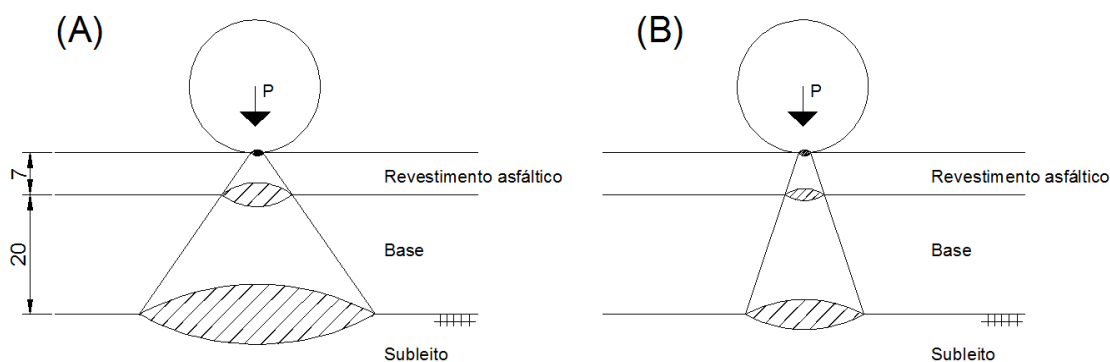 (A)
P
7
Revestimento asfáltico
20
Base
Subleito
(B)
P
Revestimento asfáltico
Base
Subleito